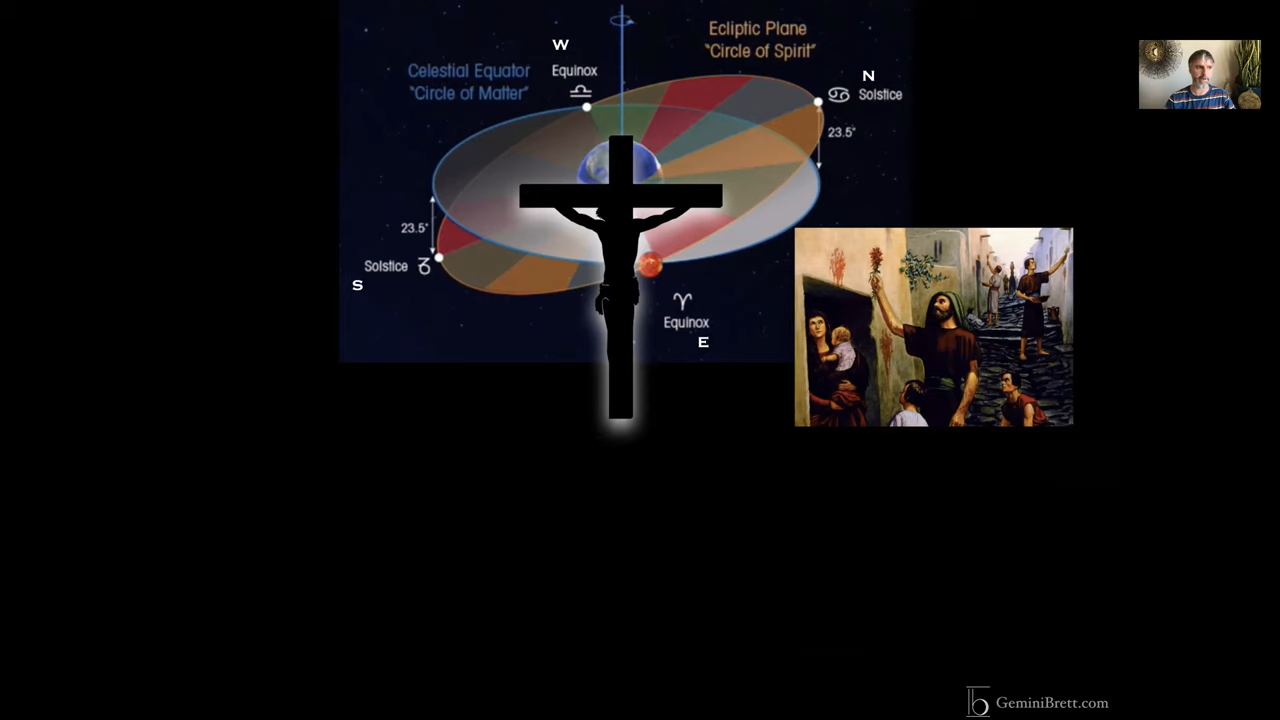 Ecliptic Plane
"Circle of Spirit"
W
Celestial Equator
"Circle of Matter"
Equinox
♎
N
♋ Solstice
23.5°
23.5°
Solstice ♑
S
♈
Equinox
E
GeminiBrett.com